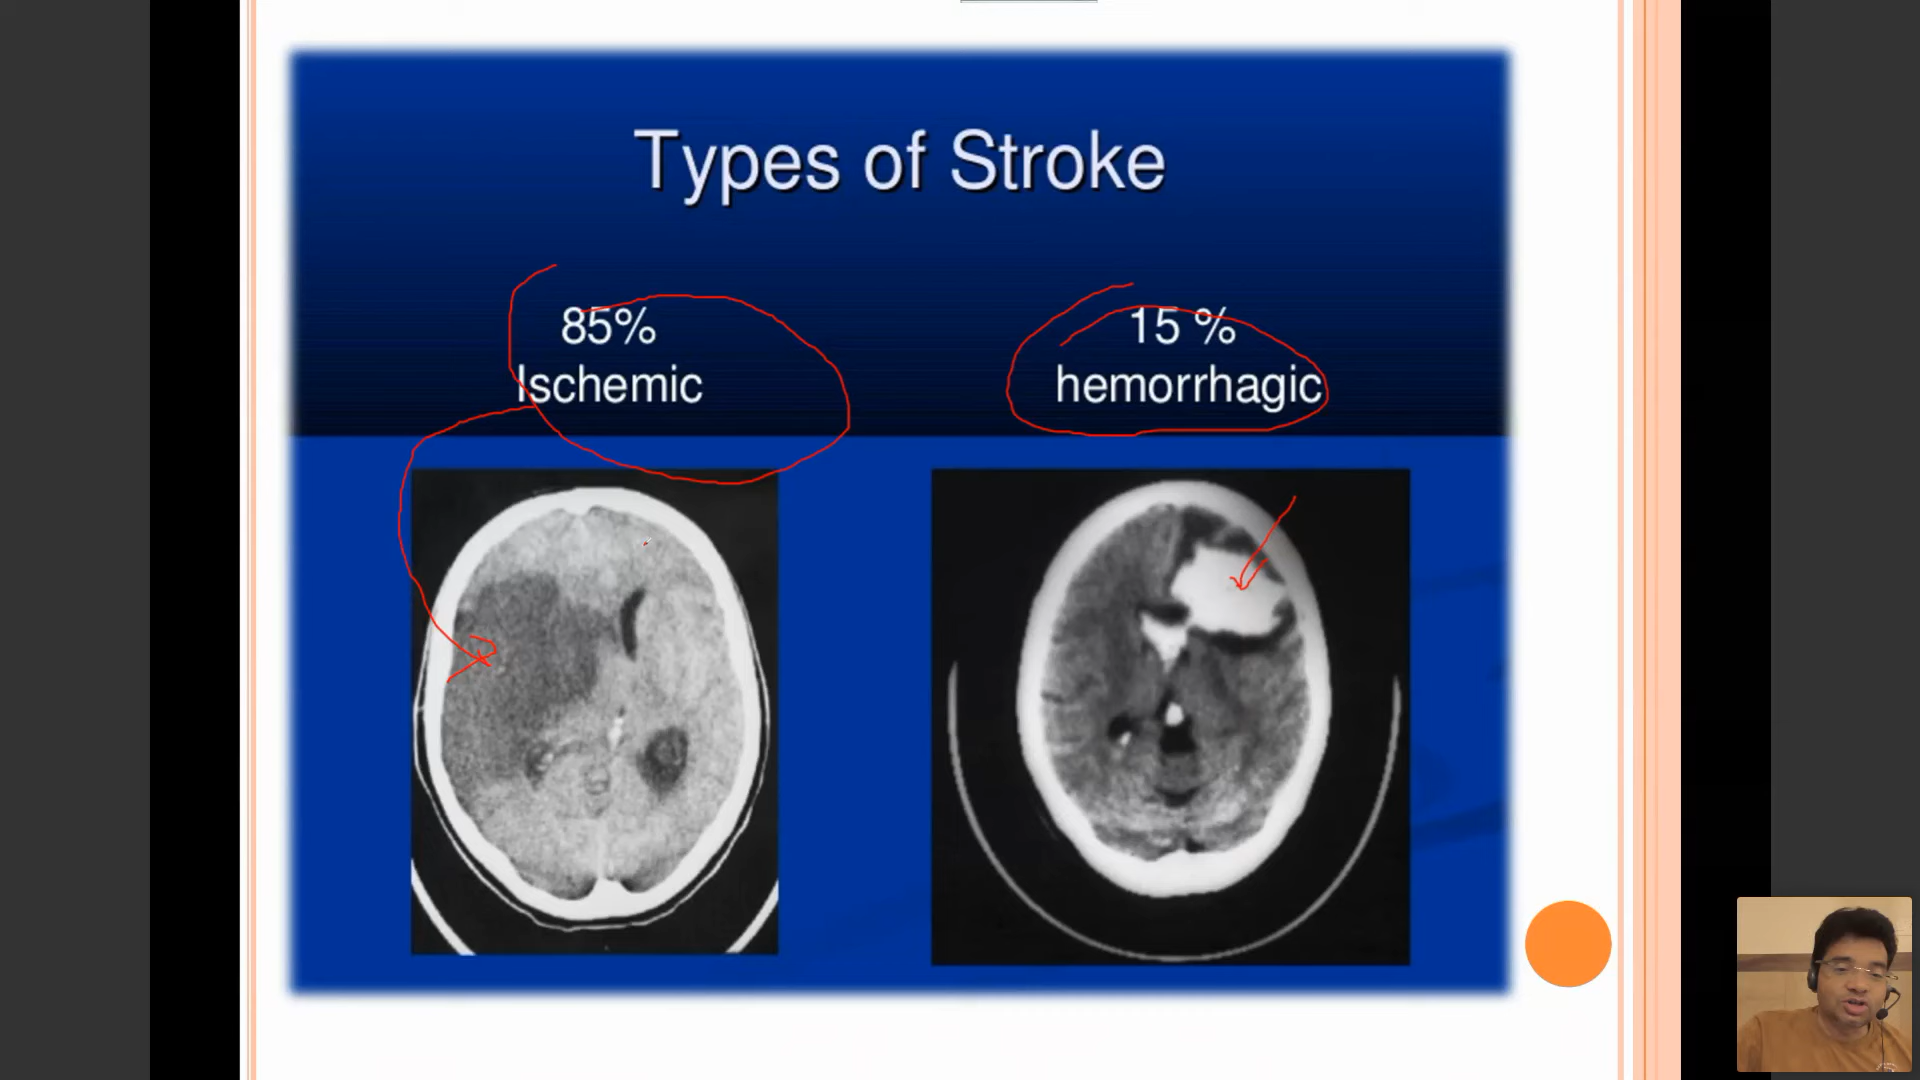 Types of Stroke
85%
Ischemic
15 %
hemorrhagic